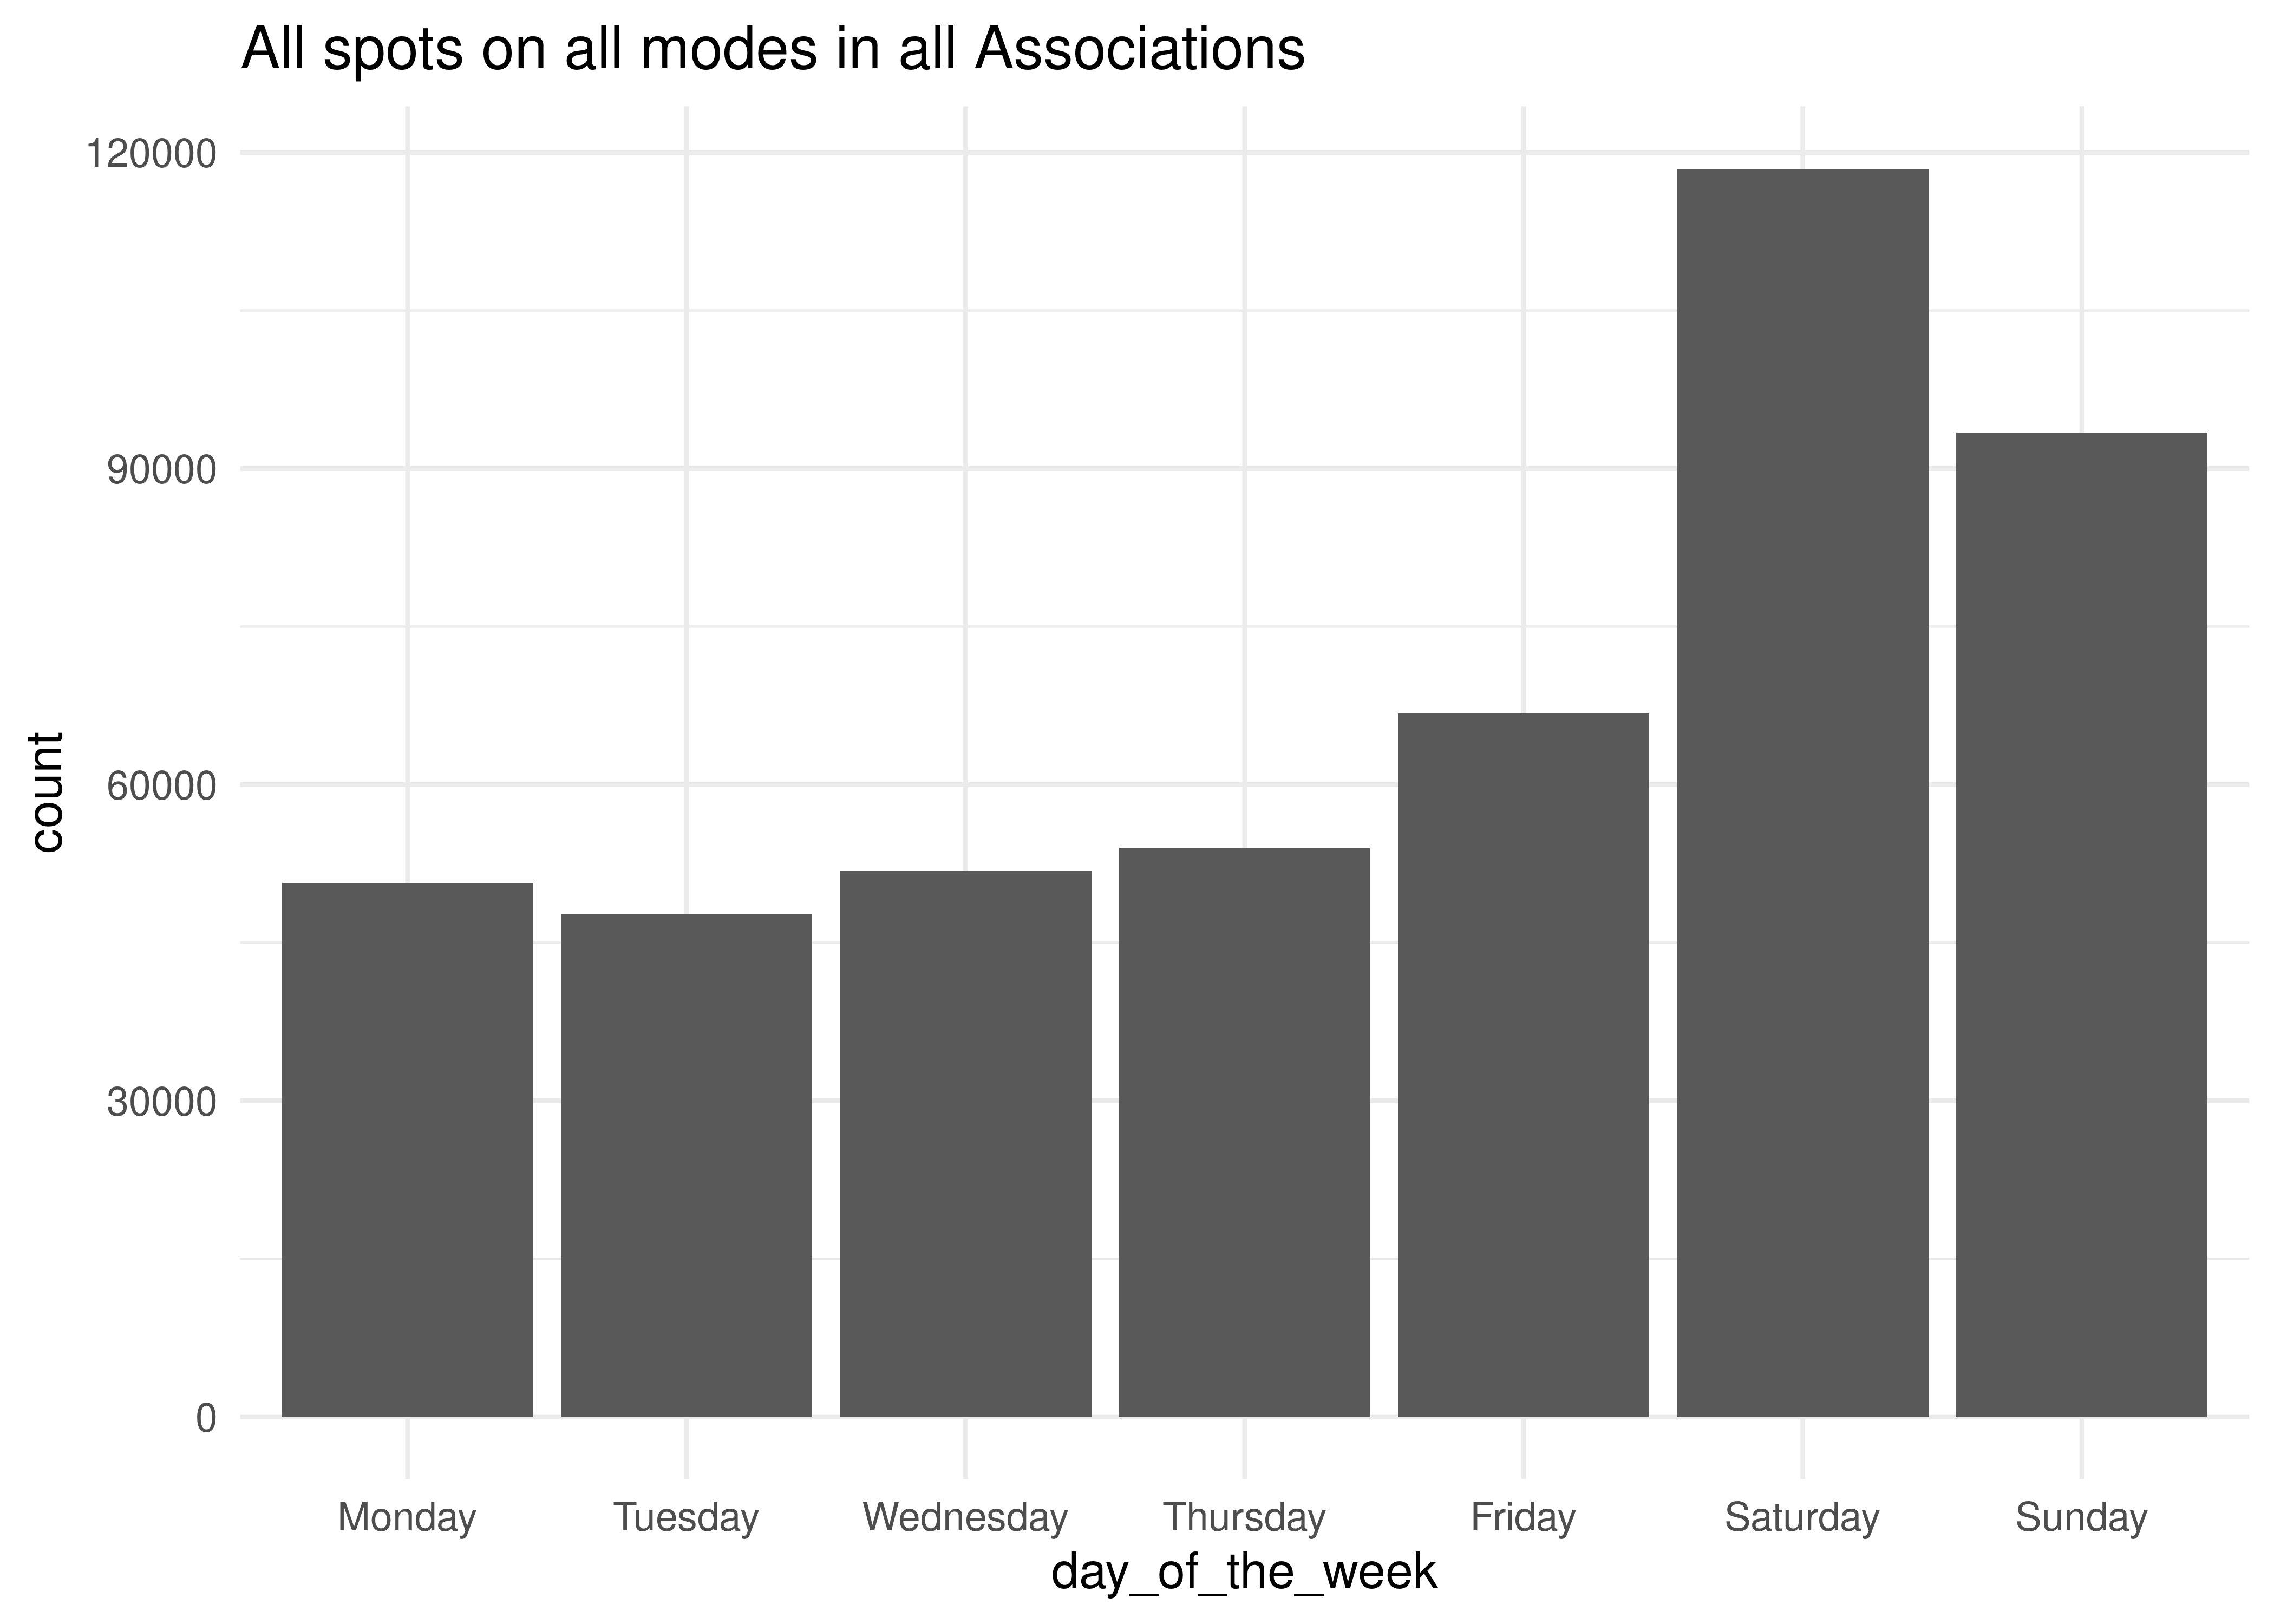 All spots on all modes in all Associations
120000
90000
60000
30000
0
count
Monday Tuesday Wednesday Thursday Friday Saturday Sunday
day_of_the_week